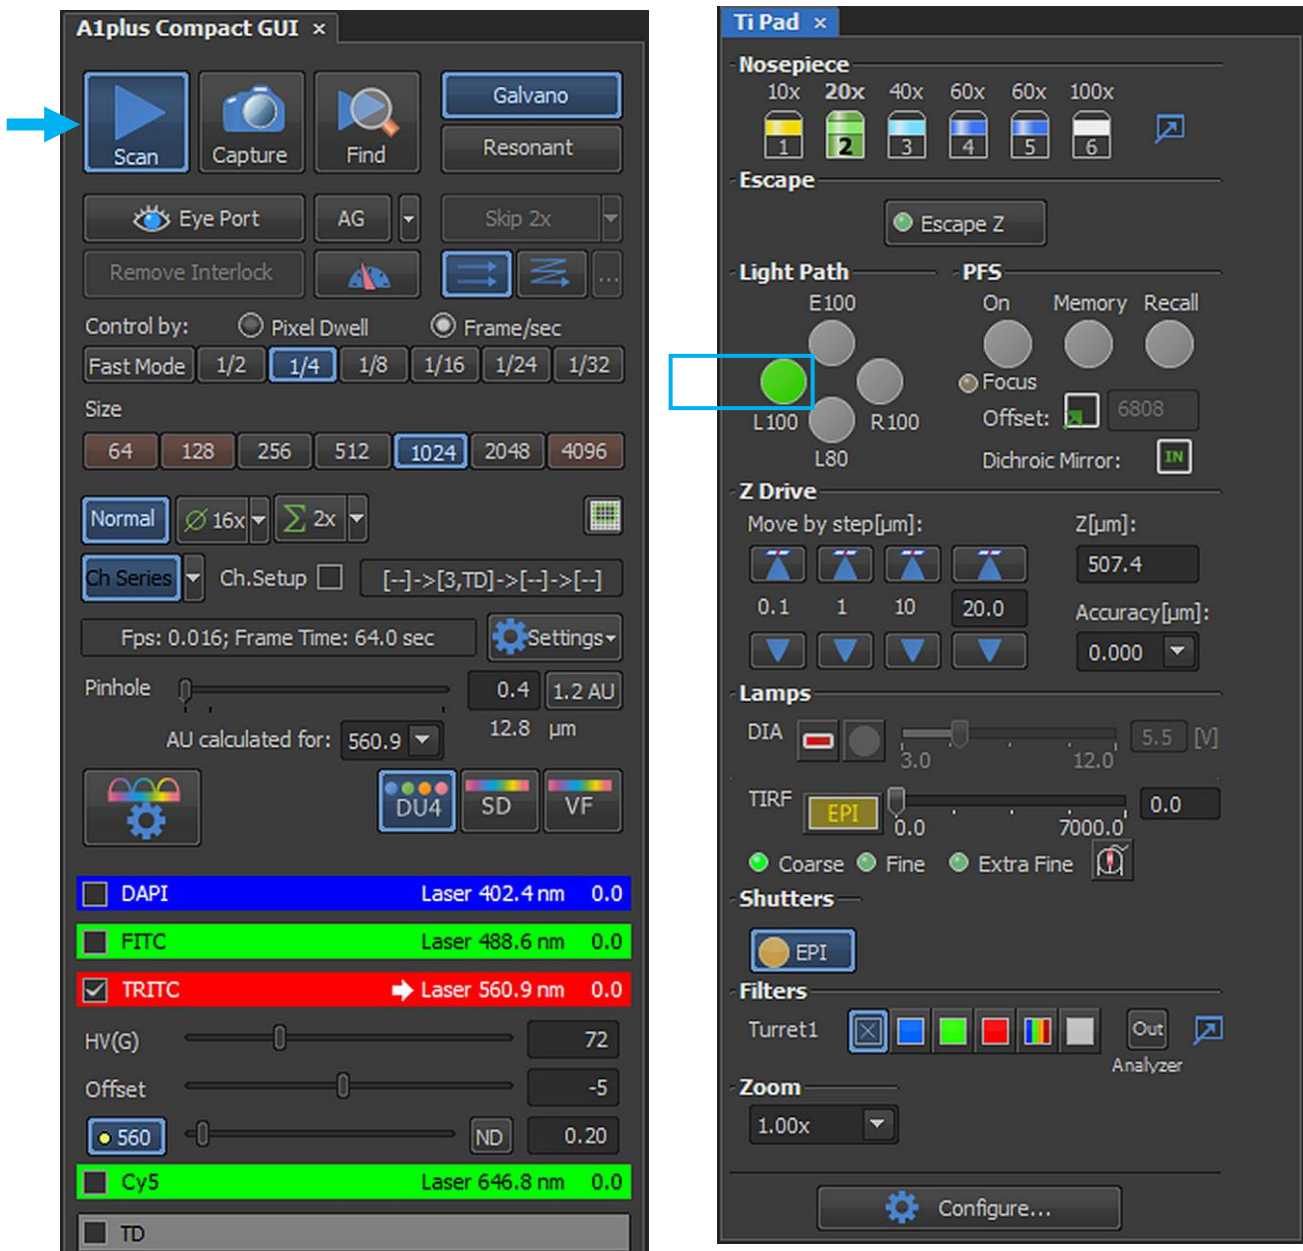 A1plus Compact GUI ×
Scan Capture Find
Galvano
Resonant
Eye Port AG Skip 2x
Remove Interlock ...
Control by: Pixel Dwell Frame/sec
Fast Mode 1/2 1/4 1/8 1/16 1/24 1/32
Size
64 128 256 512 1024 2048 4096
Normal Ø 16x Σ 2x
Ch Series Ch.Setup [--]->[3,TD]->[--]->[--]
Fps: 0.016; Frame Time: 64.0 sec Settings
Pinhole 0.4 1.2 AU
AU calculated for: 560.9 12.8 µm
DU4 SD VF
DAPI Laser 402.4 nm 0.0
FITC Laser 488.6 nm 0.0
TRITC Laser 560.9 nm 0.0
HV(G) 72
Offset -5
560 ND 0.20
Cy5 Laser 646.8 nm 0.0
TD
Ti Pad ×
Nosepiece
10x 20x 40x 60x 60x 100x
1 2 3 4 5 6
Escape
Escape Z
Light Path PFS
E100 On Memory Recall
Focus
L100 R100 Offset: 6808
L80 Dichroic Mirror: IN
Z Drive
Move by step[µm]: Z[µm]:
507.4
0.1 1 10 20.0 Accuracy[µm]:
0.000
Lamps
DIA 5.5 [V]
3.0 12.0
TIRF EPI 0.0
0.0 7000.0
Coarse Fine Extra Fine
Shutters
EPI
Filters
Turret1 Out
Analyzer
Zoom
1.00x
Configure...